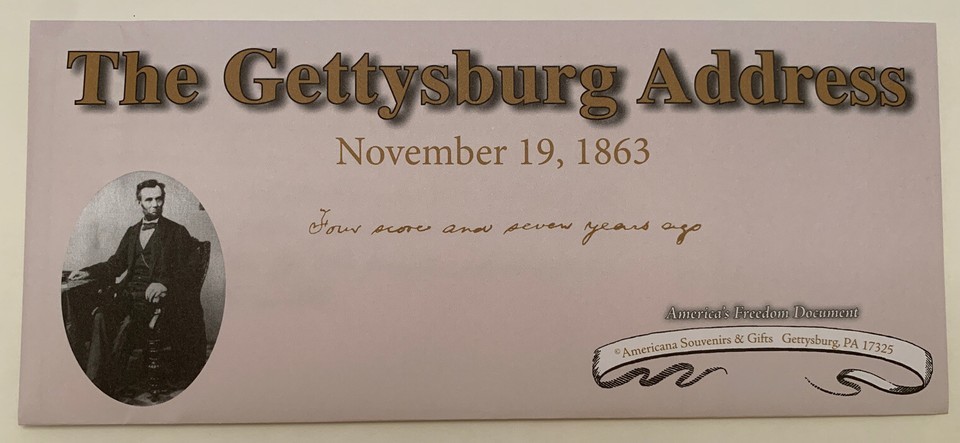 The Gettysburg Address
November 19, 1863
Four score and seven years ago
America's Freedom Document
©Americana Souvenirs & Gifts Gettysburg, PA 17325